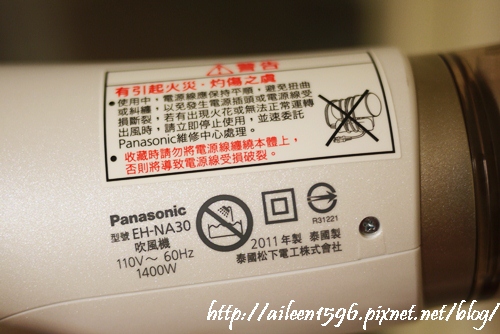 警告
有引起火災‧灼傷之虞
•使用中，電源線應保持平順，避免扭曲
或糾纏，以免發生電源插頭或電源線受
損斷裂，若有出現火花或無法正常運轉
出風時，請立即停止使用，並速委託
Panasonic維修中心處理。
•收藏時請勿將電源線纏繞本體上，
否則將導致電源線受損破裂。
Panasonic
型號 EH-NA30
吹風機
110V～ 60Hz
1400W
R31221
2011年製 泰國製
泰國松下電工株式會社
http://aileen1596.pixnet.net/blog/